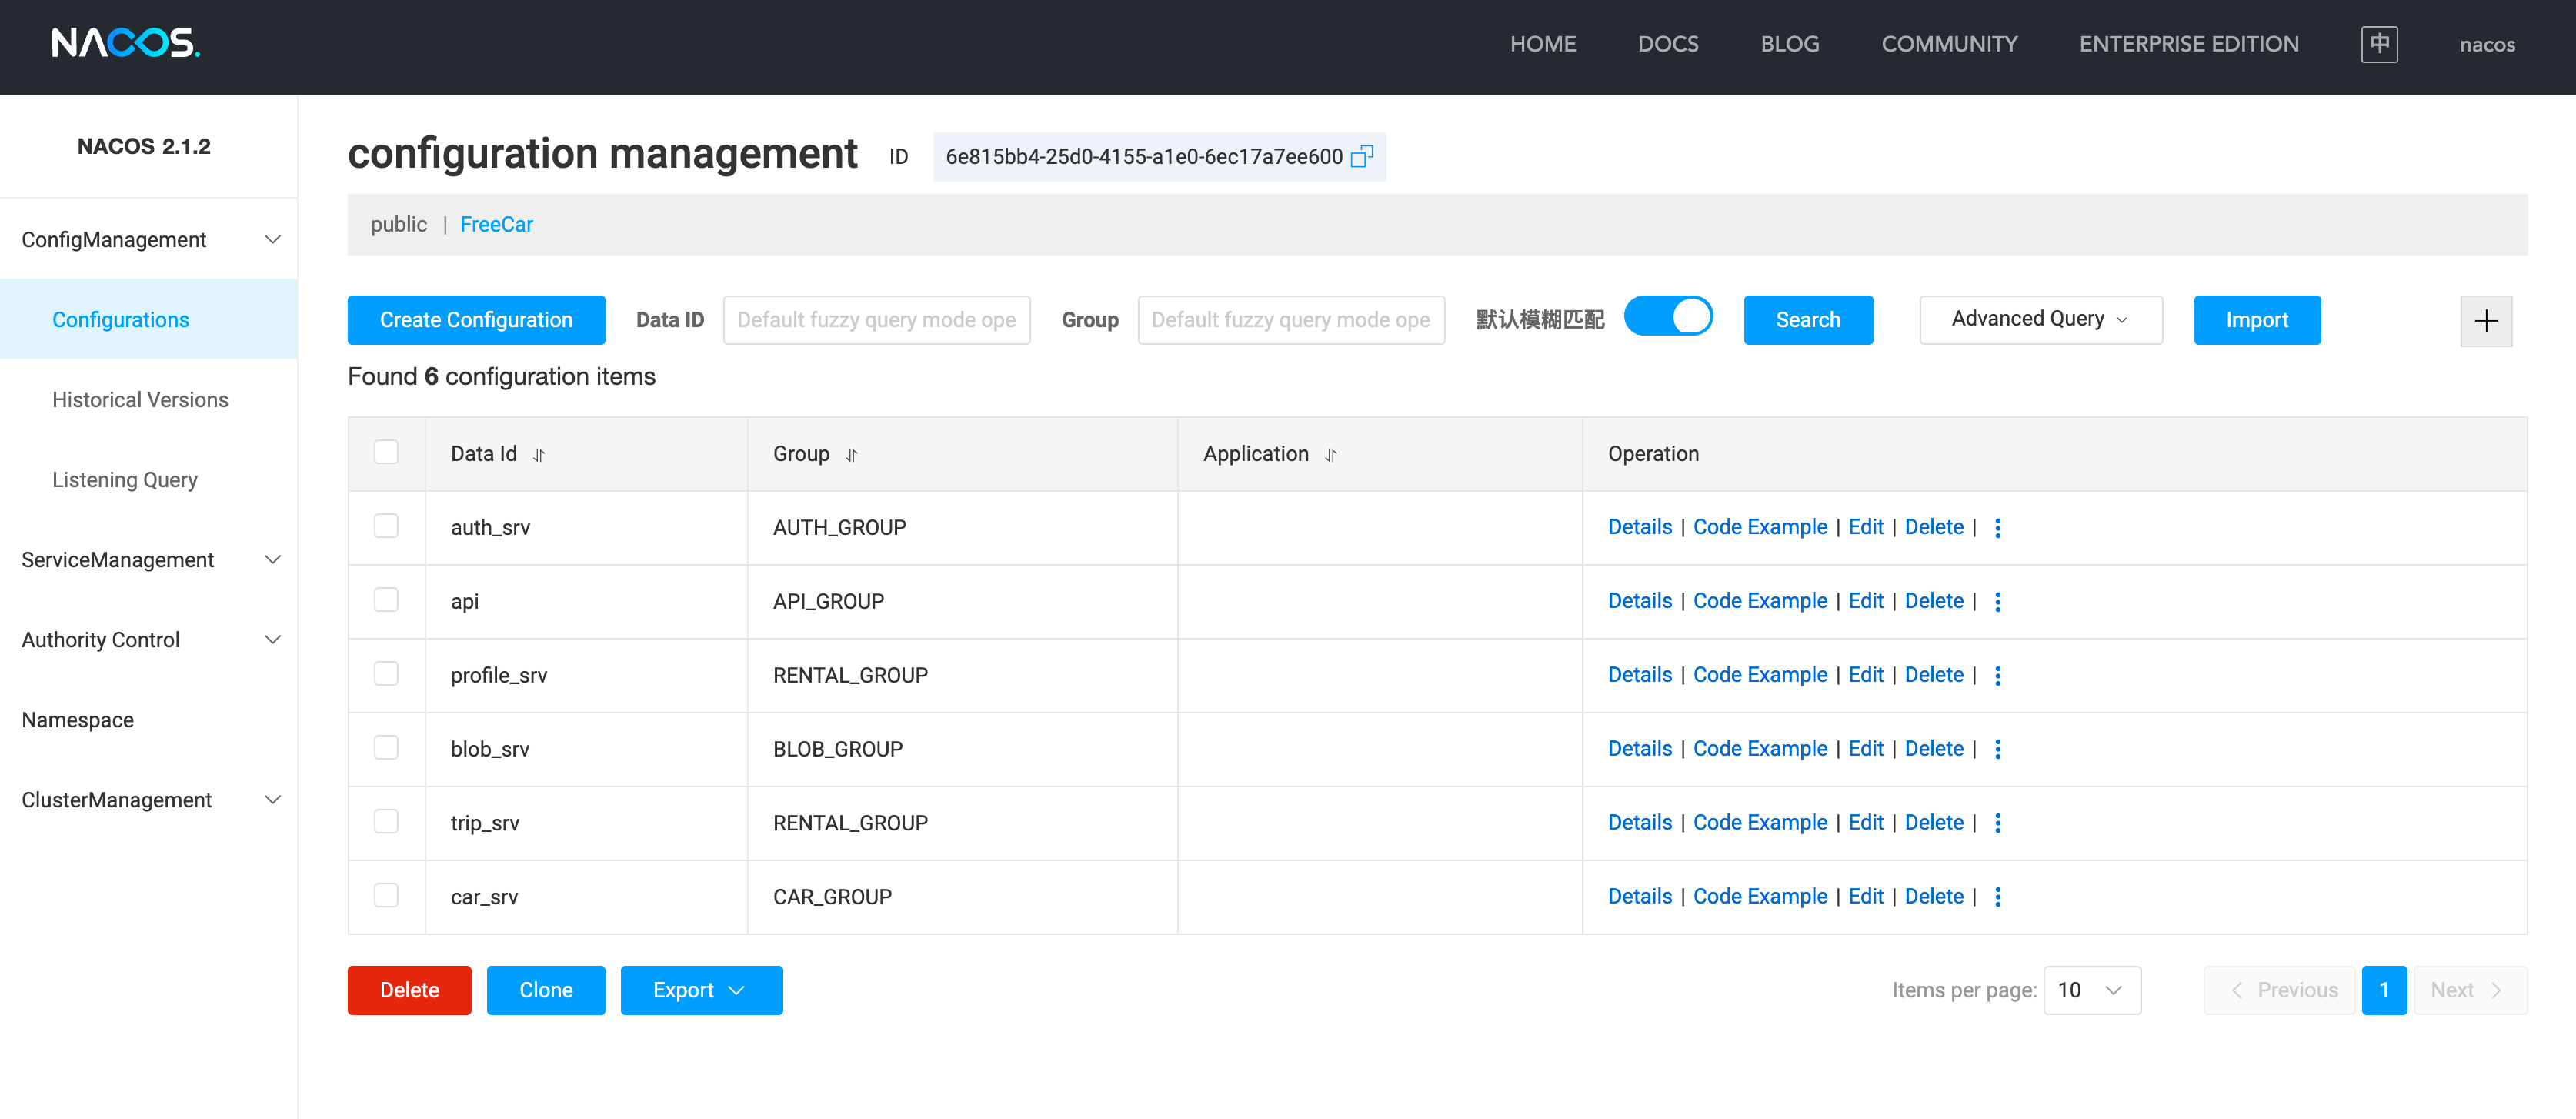 NACOS.
HOME DOCS BLOG COMMUNITY ENTERPRISE EDITION 中 nacos
NACOS 2.1.2
ConfigManagement
Configurations
Historical Versions
Listening Query
ServiceManagement
Authority Control
Namespace
ClusterManagement
configuration management ID 6e815bb4-25d0-4155-a1e0-6ec17a7ee600
public | FreeCar
Create Configuration Data ID Default fuzzy query mode ope Group Default fuzzy query mode ope 默认模糊匹配 Search Advanced Query Import
Found 6 configuration items
Data Id Group Application Operation
auth_srv AUTH_GROUP Details | Code Example | Edit | Delete |
api API_GROUP Details | Code Example | Edit | Delete |
profile_srv RENTAL_GROUP Details | Code Example | Edit | Delete |
blob_srv BLOB_GROUP Details | Code Example | Edit | Delete |
trip_srv RENTAL_GROUP Details | Code Example | Edit | Delete |
car_srv CAR_GROUP Details | Code Example | Edit | Delete |
Delete Clone Export Items per page: 10 Previous 1 Next